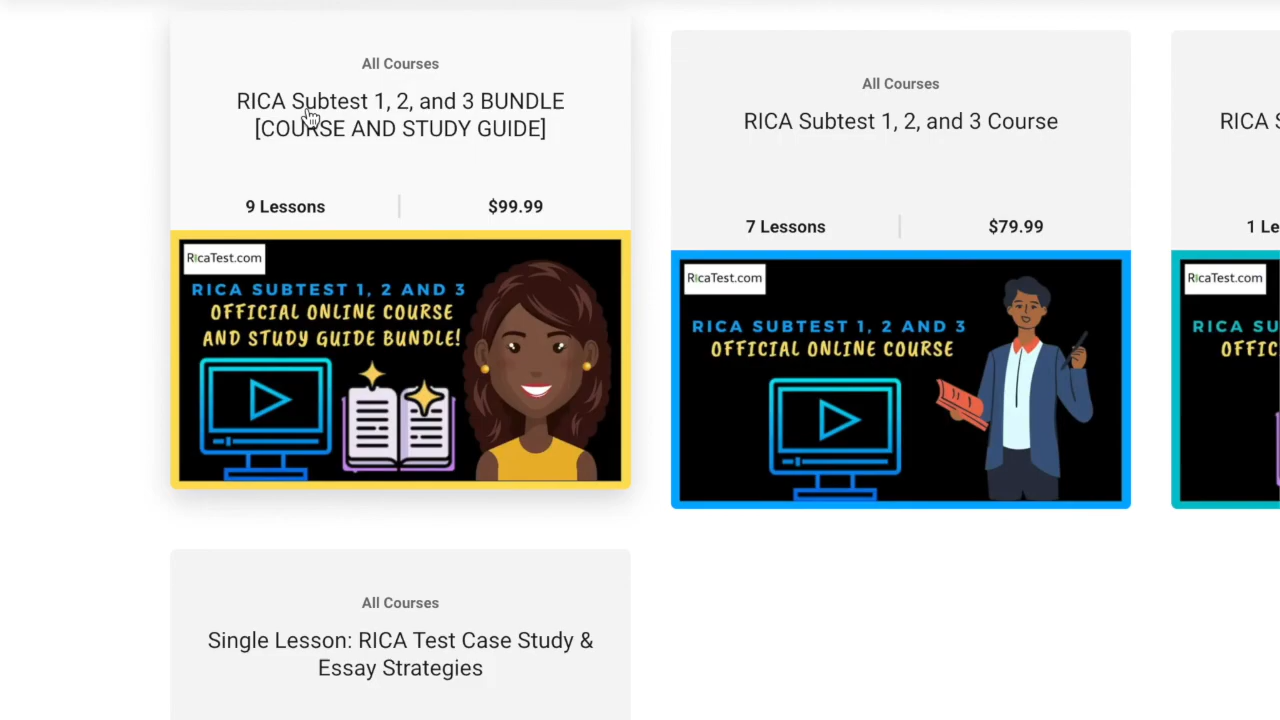 All Courses
RICA Subtest 1, 2, and 3 BUNDLE
[COURSE AND STUDY GUIDE]
9 Lessons
$99.99
RicaTest.com
RICA SUBTEST 1, 2 AND 3
OFFICIAL ONLINE COURSE
AND STUDY GUIDE BUNDLE!
All Courses
RICA Subtest 1, 2, and 3 Course
7 Lessons
$79.99
RicaTest.com
RICA SUBTEST 1, 2 AND 3
OFFICIAL ONLINE COURSE
RICA
1
RicaTest.com
RICA
All Courses
Single Lesson: RICA Test Case Study &
Essay Strategies